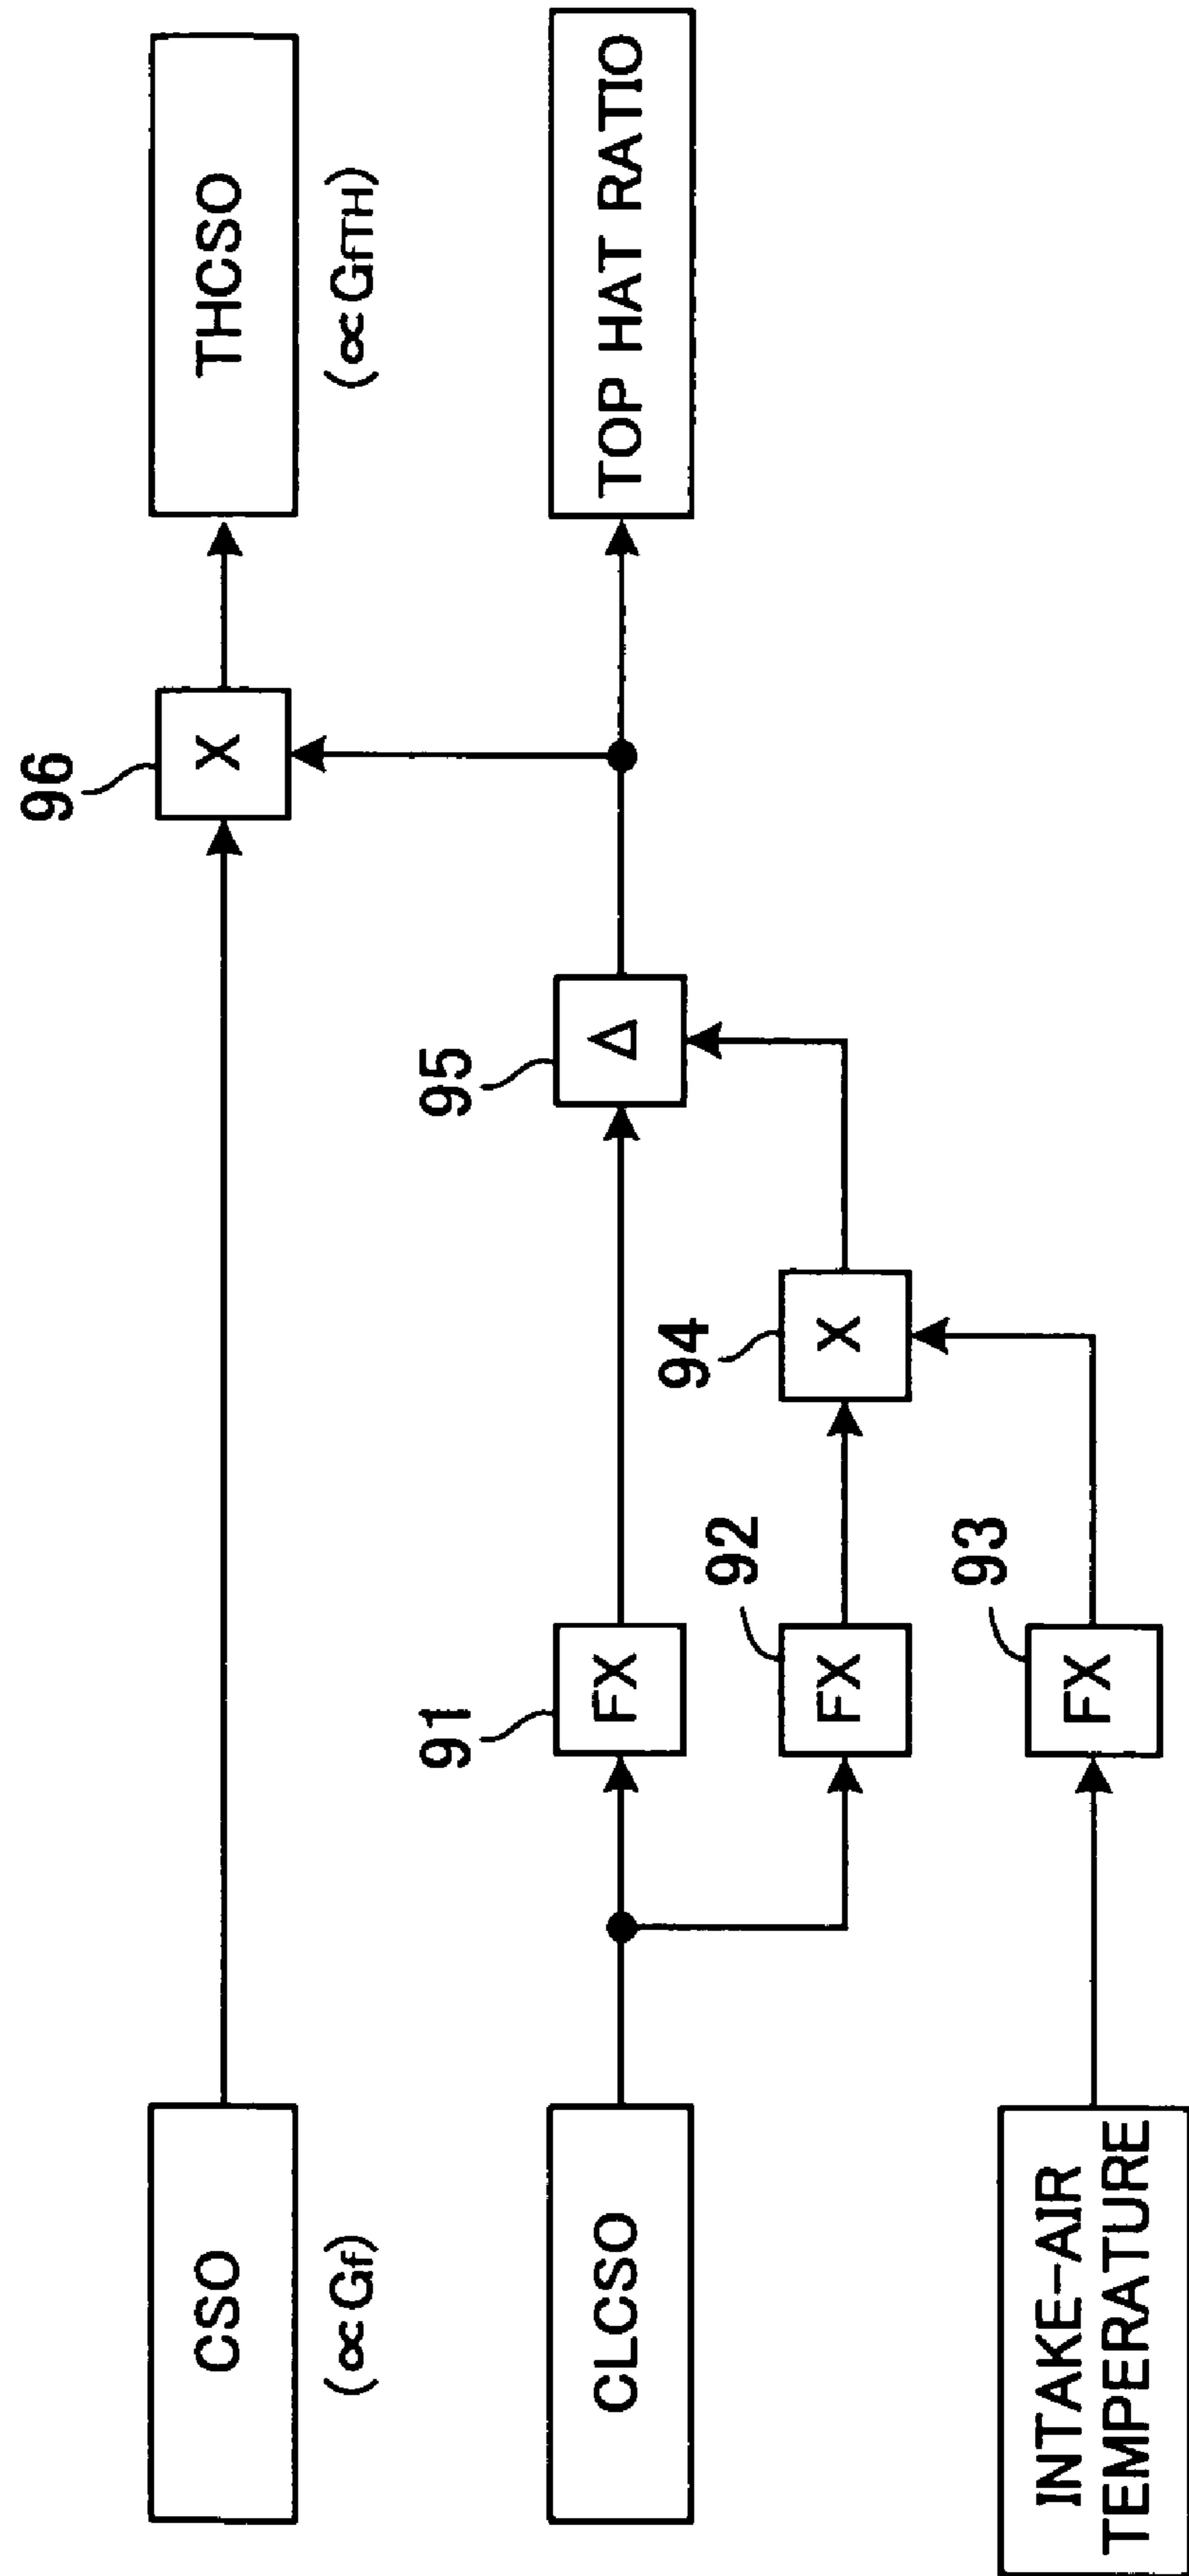 CSO
(∝Gf)
96
X
THCSO
(∝GfTH)
CLCSO
91
FX
95
Δ
TOP HAT RATIO
92
FX
94
X
INTAKE-AIR
TEMPERATURE
93
FX